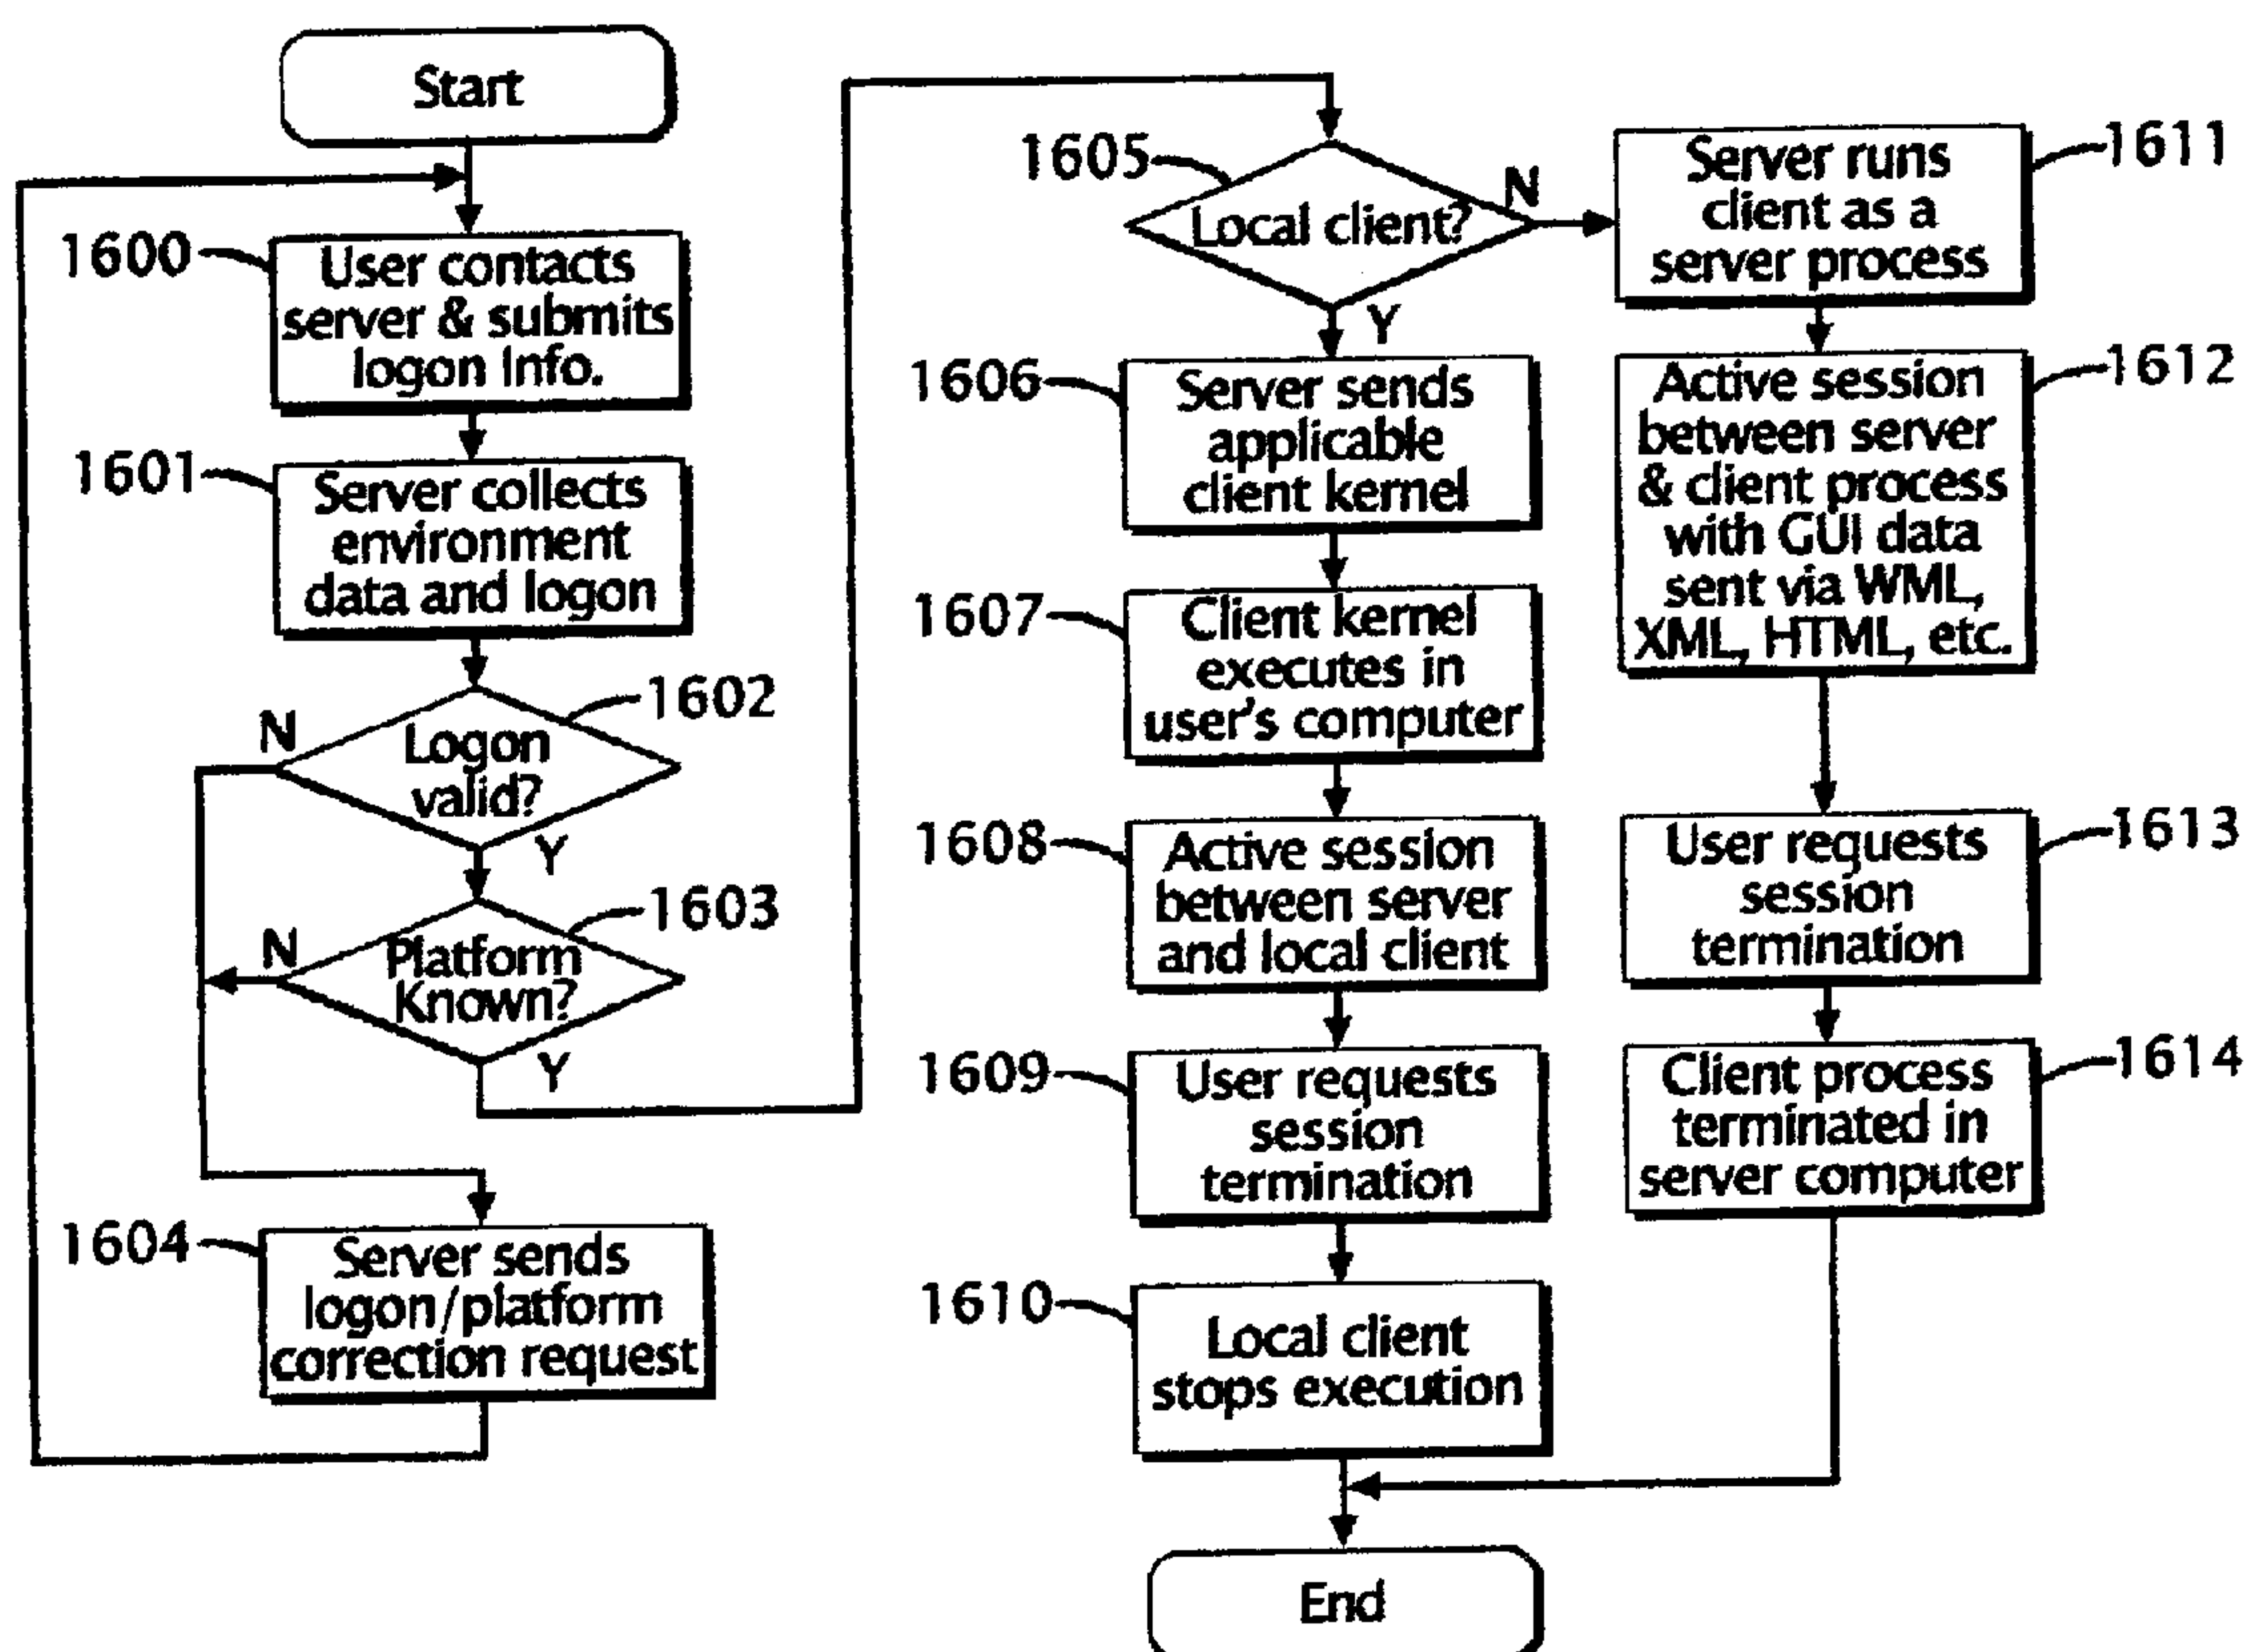 Start
1600
User contacts
server & submits
logon info.
1601
Server collects
environment
data and logon
1602
N
Logon
valid?
Y
1603
N
Platform
Known?
Y
1604
Server sends
logon/platform
correction request
1605
Local client?
N
Y
1606
Server sends
applicable
client kernel
1607
Client kernel
executes in
user's computer
1608
Active session
between server
and local client
1609
User requests
session
termination
1610
Local client
stops execution
1611
Server runs
client as a
server process
1612
Active session
between server
& client process
with GUI data
sent via WML,
XML, HTML, etc.
1613
User requests
session
termination
1614
Client process
terminated in
server computer
End